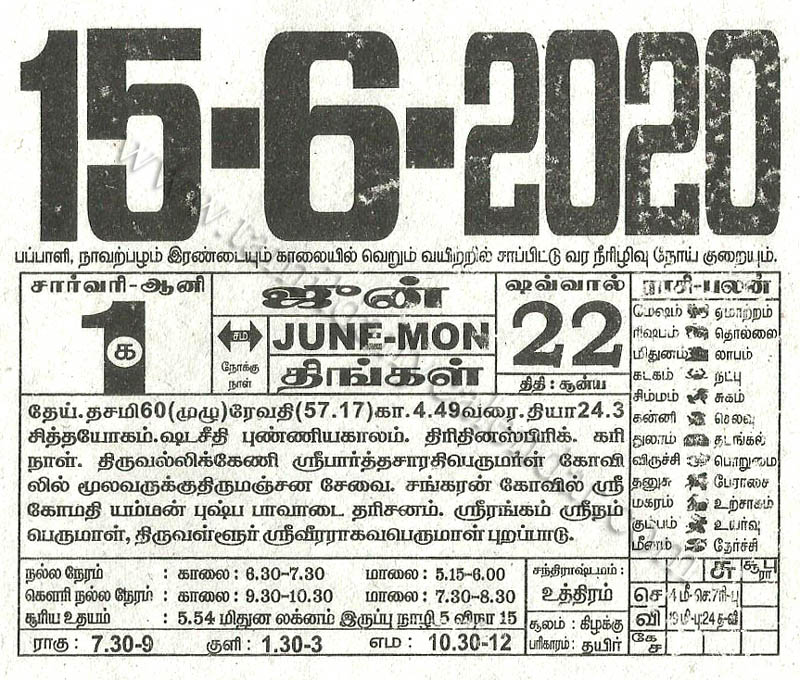 15-6-2020
பப்பாளி, நாவற்பழம் இரண்டையும் காலையில் வெறும் வயிற்றில் சாப்பிட்டு வர நீரிழிவு நோய் குறையும்.
சார்வரி-ஆனி
1
க
சம
நோக்கு
நாள்
ஜுன்
JUNE-MON
திங்கள்
ஷவ்வால்
22
திதி : சூன்ய
தேய். தசமி60(முழு)ரேவதி(57.17)கா.4.49வரை.தியா24.3
சித்தயோகம்.ஷடசீதி புண்ணியகாலம். திரிதினஸ்பிரிக். கரி
நாள். திருவல்லிக்கேணி ஸ்ரீபார்த்தசாரதிபெருமாள் கோவி
லில் மூலவருக்குதிருமஞ்சன சேவை. சங்கரன் கோவில் ஸ்ரீ
கோமதி யம்மன் புஷ்ப பாவாடை தரிசனம். ஸ்ரீரங்கம் ஸ்ரீநம்
பெருமாள், திருவள்ளூர் ஸ்ரீவீரராகவபெருமாள் புறப்பாடு.
ராசி-பலன்
மேஷம் ஏமாற்றம்
ரிஷபம் தொல்லை
மிதுனம் லாபம்
கடகம் நட்பு
சிம்மம் சுகம்
கன்னி செலவு
துலாம் தடங்கல்
விருச்சி பொறுமை
தனுசு பேராசை
மகரம் உற்சாகம்
கும்பம் உயர்வு
மீனம் தேர்ச்சி
நல்ல நேரம் : காலை : 6.30-7.30 மாலை : 5.15-6.00
கௌரி நல்ல நேரம் : காலை : 9.30-10.30 மாலை : 7.30-8.30
சூரிய உதயம் : 5.54 மிதுன லக்னம் இருப்பு நாழி 5 விநா 15
ராகு : 7.30-9 குளி : 1.30-3 எம : 10.30-12
சந்திராஷ்டமம் :
உத்திரம்
சூலம் : கிழக்கு
பரிகாரம் : தயிர்
செ
வி
கே